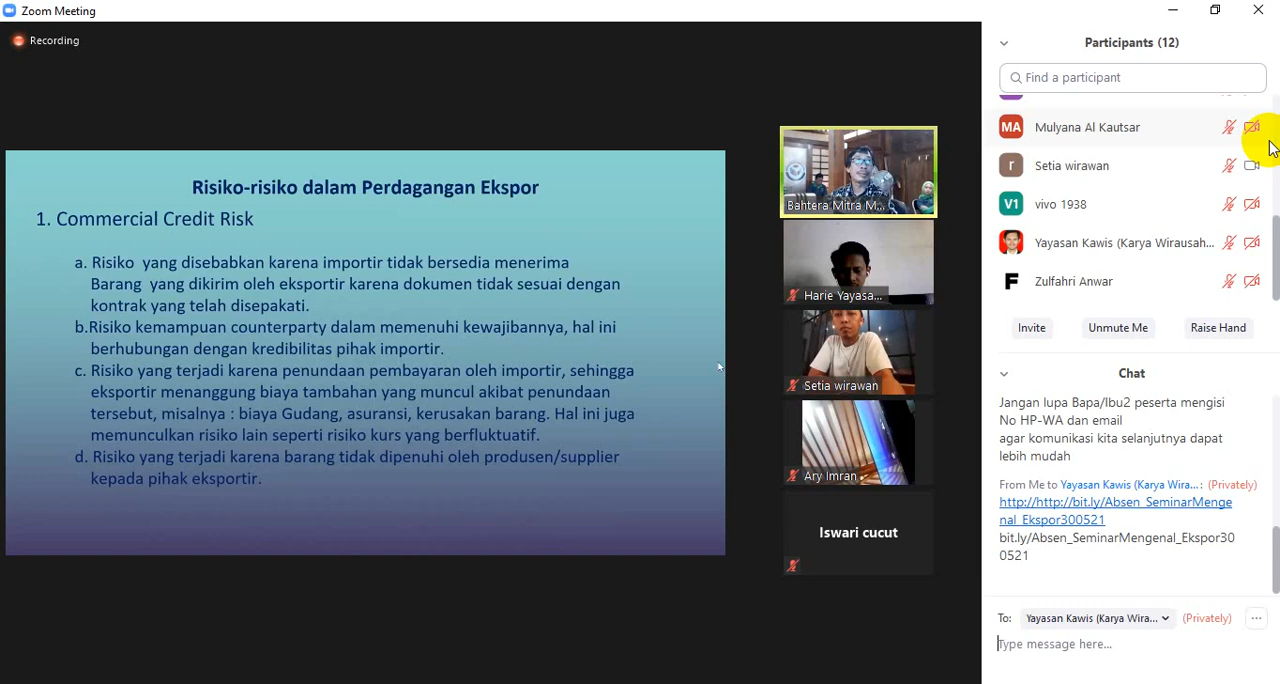 Zoom Meeting
Recording
Risiko-risiko dalam Perdagangan Ekspor
1. Commercial Credit Risk
a. Risiko yang disebabkan karena importir tidak bersedia menerima
Barang yang dikirim oleh eksportir karena dokumen tidak sesuai dengan
kontrak yang telah disepakati.
b.Risiko kemampuan counterparty dalam memenuhi kewajibannya, hal ini
berhubungan dengan kredibilitas pihak importir.
c. Risiko yang terjadi karena penundaan pembayaran oleh importir, sehingga
eksportir menanggung biaya tambahan yang muncul akibat penundaan
tersebut, misalnya : biaya Gudang, asuransi, kerusakan barang. Hal ini juga
memunculkan risiko lain seperti risiko kurs yang berfluktuatif.
d. Risiko yang terjadi karena barang tidak dipenuhi oleh produsen/supplier
kepada pihak eksportir.
Bahtera Mitra M...
Harie Yayasa...
Setia wirawan
Ary Imran
Iswari cucut
Participants (12)
Find a participant
MA Mulyana Al Kautsar
r Setia wirawan
V1 vivo 1938
Yayasan Kawis (Karya Wirausah...
F Zulfahri Anwar
Invite
Unmute Me
Raise Hand
Chat
Jangan lupa Bapa/Ibu2 peserta mengisi
No HP-WA dan email
agar komunikasi kita selanjutnya dapat
lebih mudah
From Me to Yayasan Kawis (Karya Wira... : (Privately)
http://http://bit.ly/Absen_SeminarMenge
nal_Ekspor300521
bit.ly/Absen_SeminarMengenal_Ekspor30
0521
To: Yayasan Kawis (Karya Wira... (Privately)
Type message here...